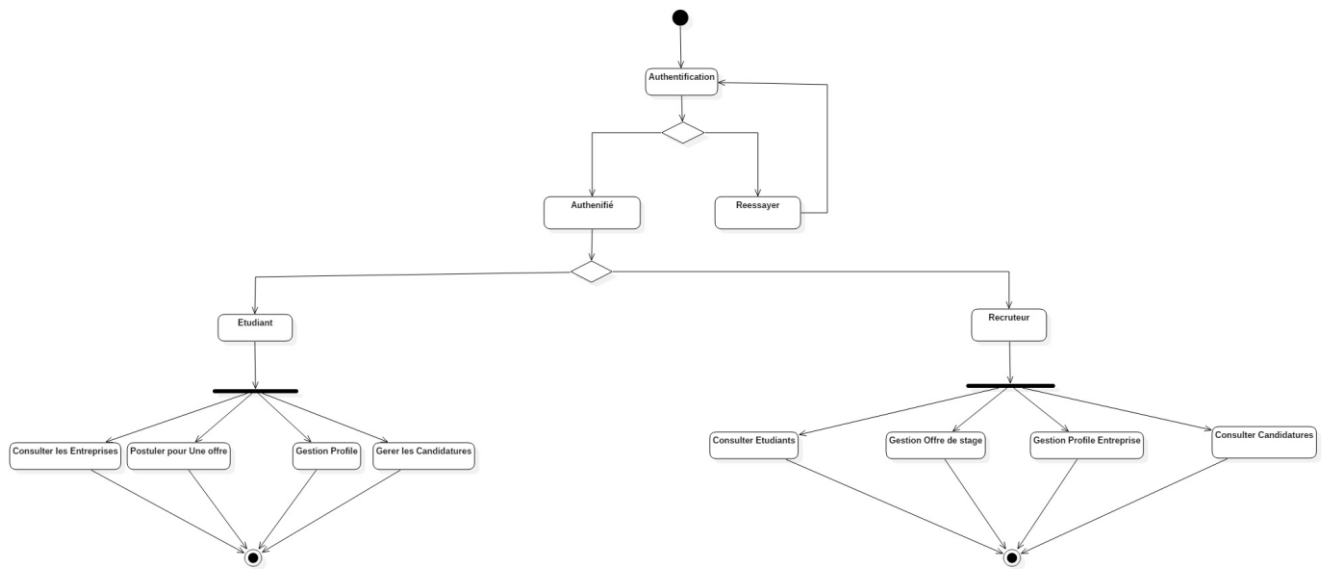 Authentification
Authenifié
Reessayer
Etudiant
Recruteur
Consulter les Entreprises
Postuler pour Une offre
Gestion Profile
Gerer les Candidatures
Consulter Etudiants
Gestion Offre de stage
Gestion Profile Entreprise
Consulter Candidatures